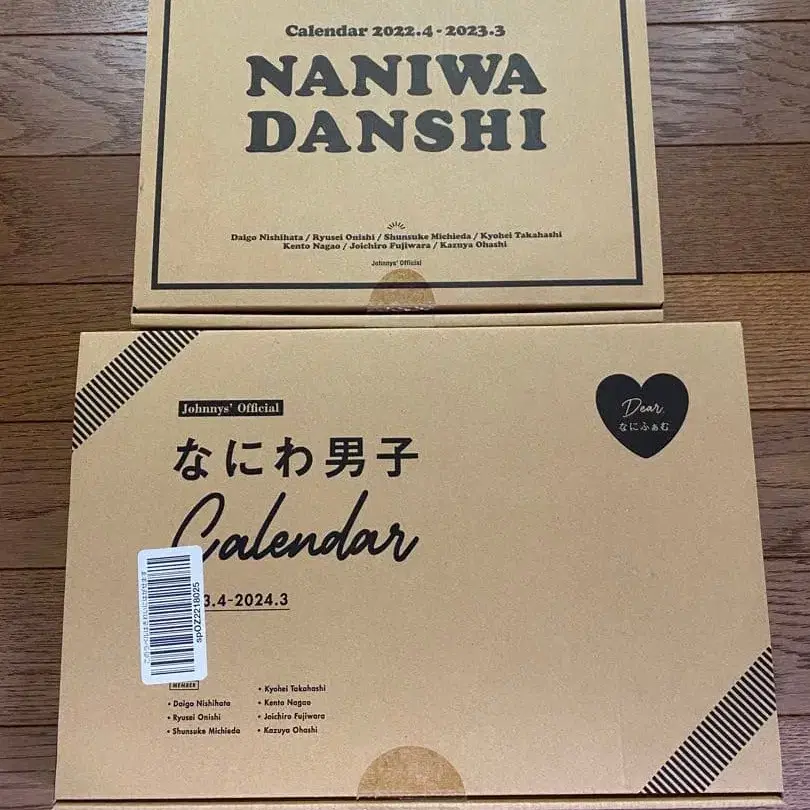 Calendar 2022.4-2023.3
NANIWA
DANSHI
Daigo Nishihata / Ryusei Onishi / Shunsuke Michieda / Kyohei Takahashi
Kento Nagao / Joichiro Fujiwara / Kazuya Ohashi
Johnnys' Official
Johnnys' Official
Dear.
なにふぁむ
なにわ男子
Calendar
3.4-2024.3
spOZ2218025
MEMBER
• Daigo Nishihata
• Ryusei Onishi
• Shunsuke Michieda
• Kyohei Takahashi
• Kento Nagao
• Joichiro Fujiwara
• Kazuya Ohashi